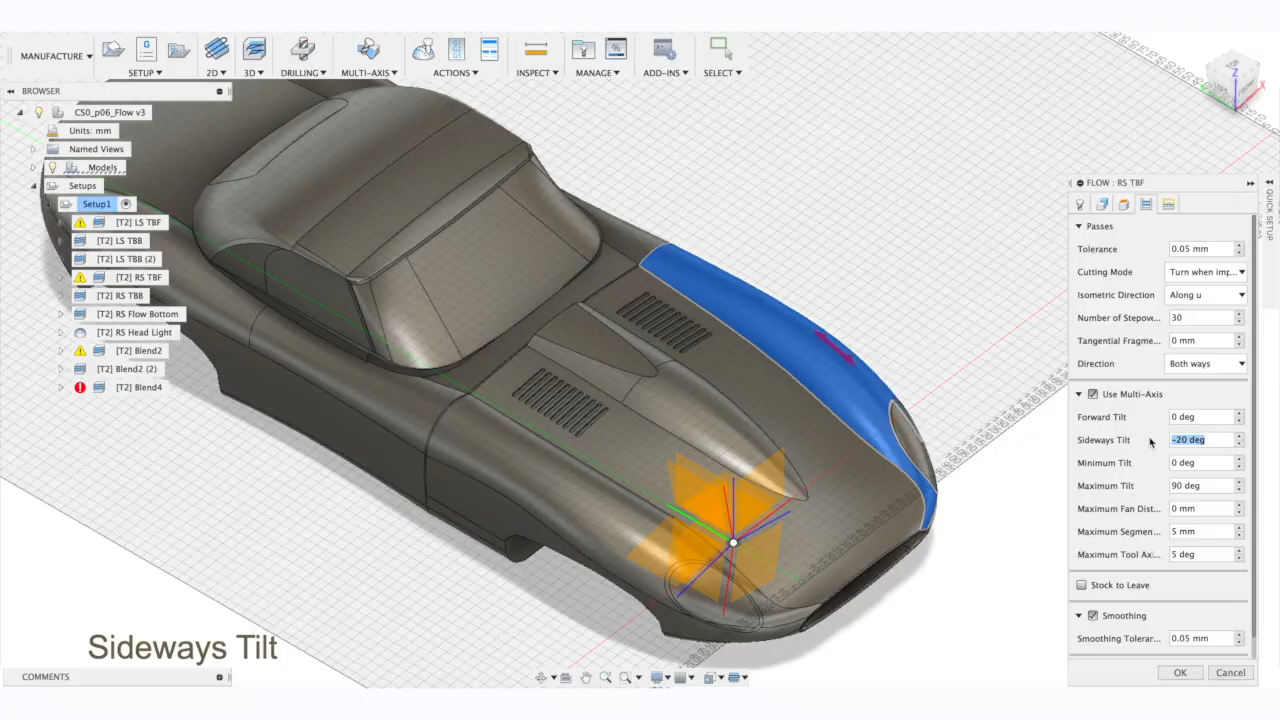 MANUFACTURE
SETUP
2D
3D
DRILLING
MULTI-AXIS
ACTIONS
INSPECT
MANAGE
ADD-INS
SELECT
BROWSER
CS0_p06_Flow v3
Units: mm
Named Views
Models
Setups
Setup1
[T2] LS TBF
[T2] LS TBB
[T2] LS TBB (2)
[T2] RS TBF
[T2] RS TBB
[T2] RS Flow Bottom
[T2] RS Head Light
[T2] Blend2
[T2] Blend2 (2)
[T2] Blend4
Z
X
FLOW : RS TBF
QUICK SETUP
Passes
Tolerance 0.05 mm
Cutting Mode Turn when imp...
Isometric Direction Along u
Number of Stepov... 30
Tangential Fragme... 0 mm
Direction Both ways
Use Multi-Axis
Forward Tilt 0 deg
Sideways Tilt -20 deg
Minimum Tilt 0 deg
Maximum Tilt 90 deg
Maximum Fan Dist... 0 mm
Maximum Segmen... 5 mm
Maximum Tool Axi... 5 deg
Stock to Leave
Smoothing
Smoothing Tolerar... 0.05 mm
OK Cancel
Sideways Tilt
COMMENTS